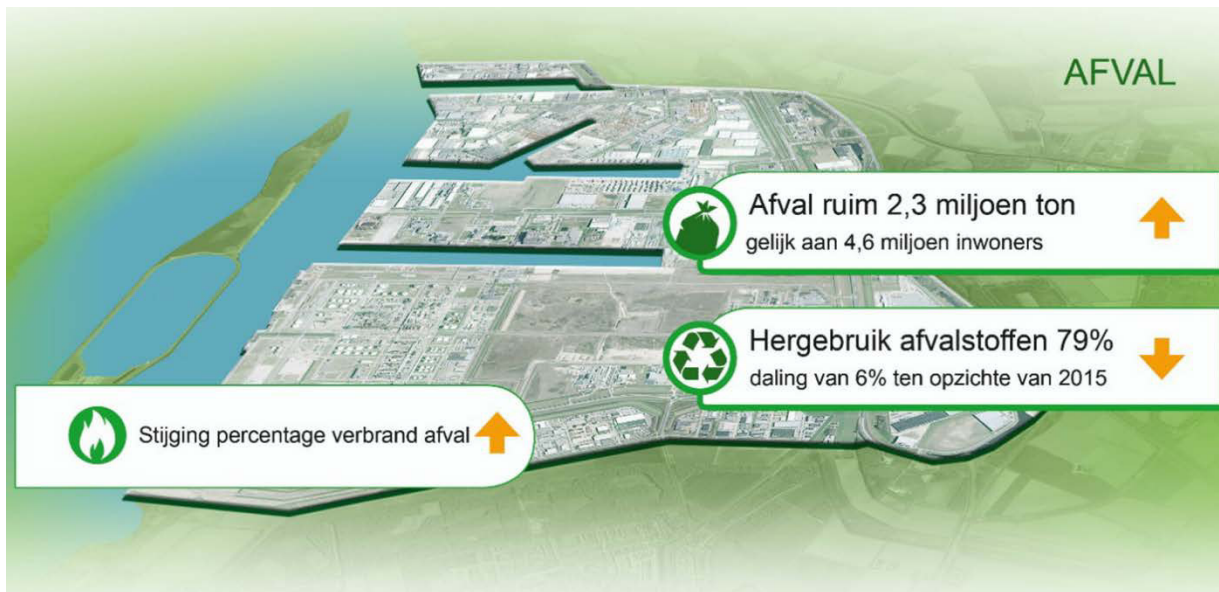 AFVAL
Afval ruim 2,3 miljoen ton
gelijk aan 4,6 miljoen inwoners
Hergebruik afvalstoffen 79%
daling van 6% ten opzichte van 2015
Stijging percentage verbrand afval